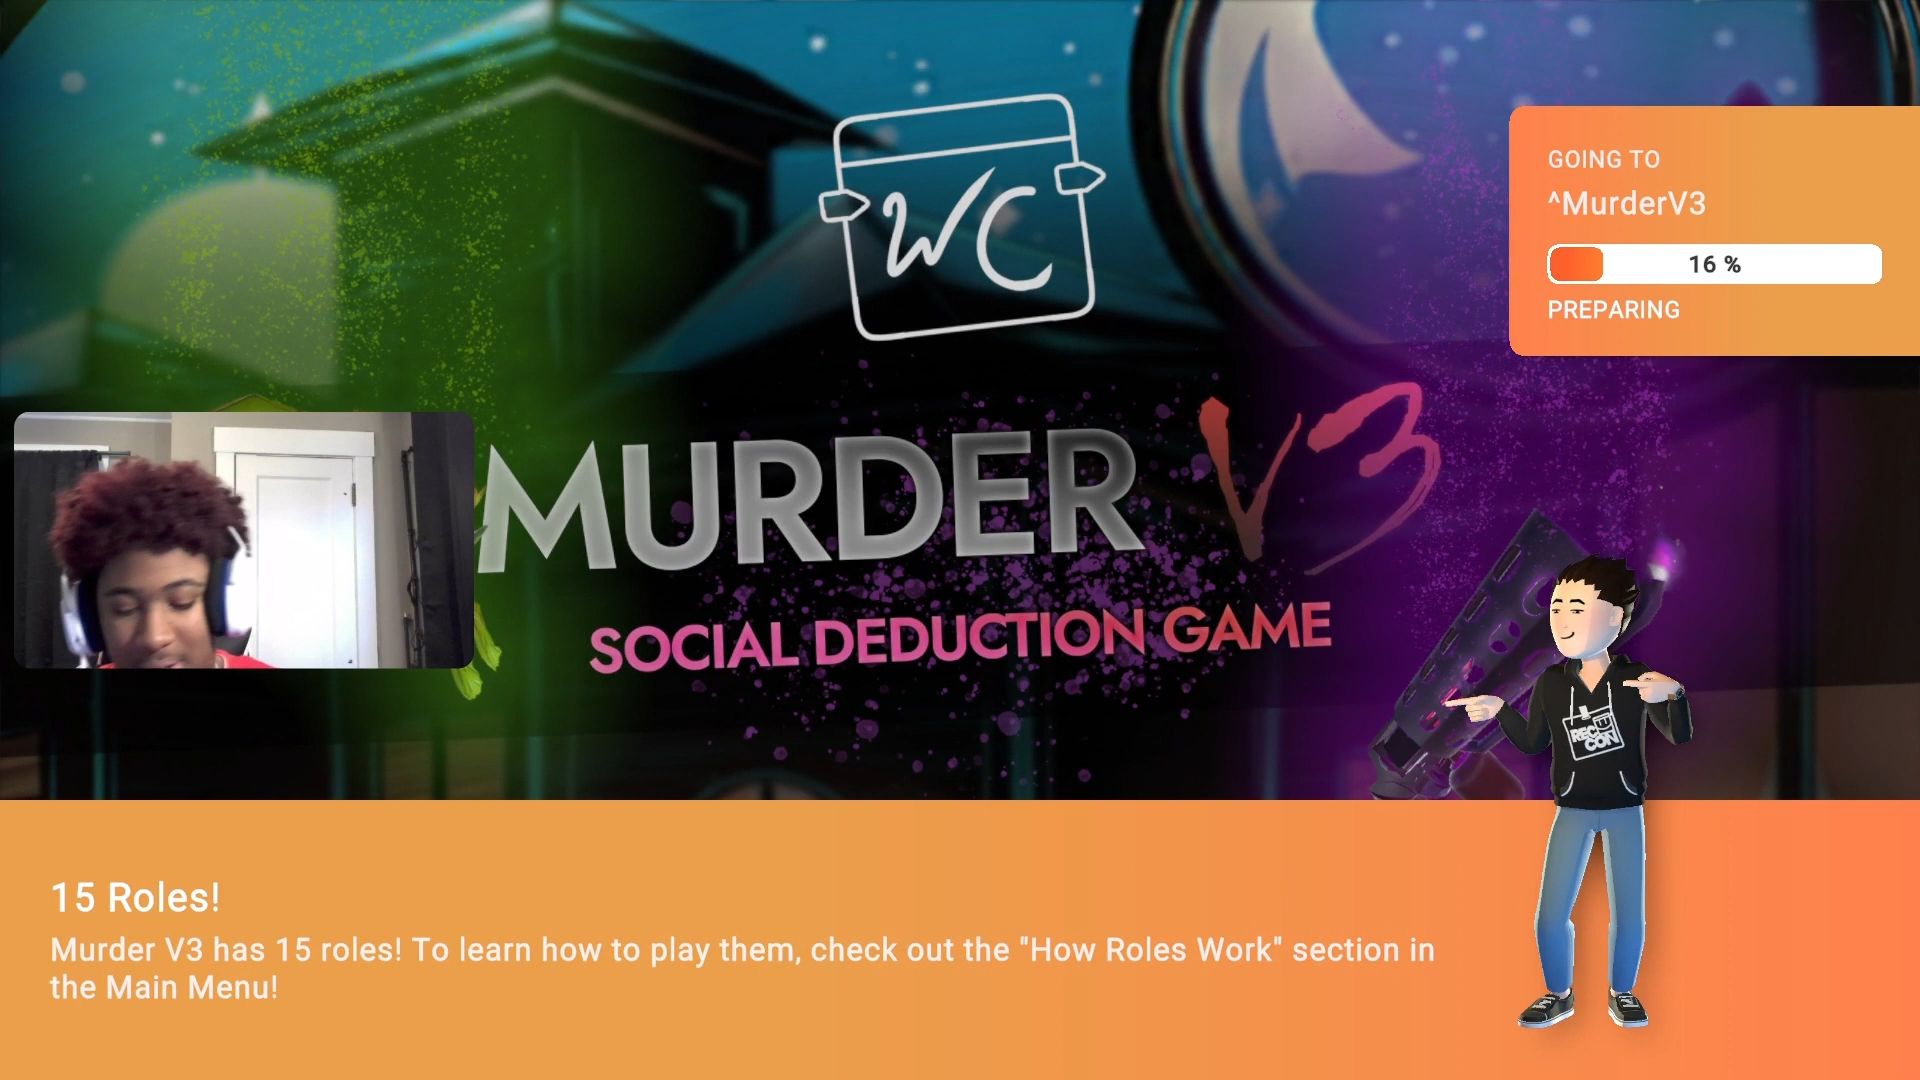 WC
GOING TO
^MurderV3
16 %
PREPARING
MURDER V3
SOCIAL DEDUCTION GAME
REC
CON
15 Roles!
Murder V3 has 15 roles! To learn how to play them, check out the "How Roles Work" section in
the Main Menu!